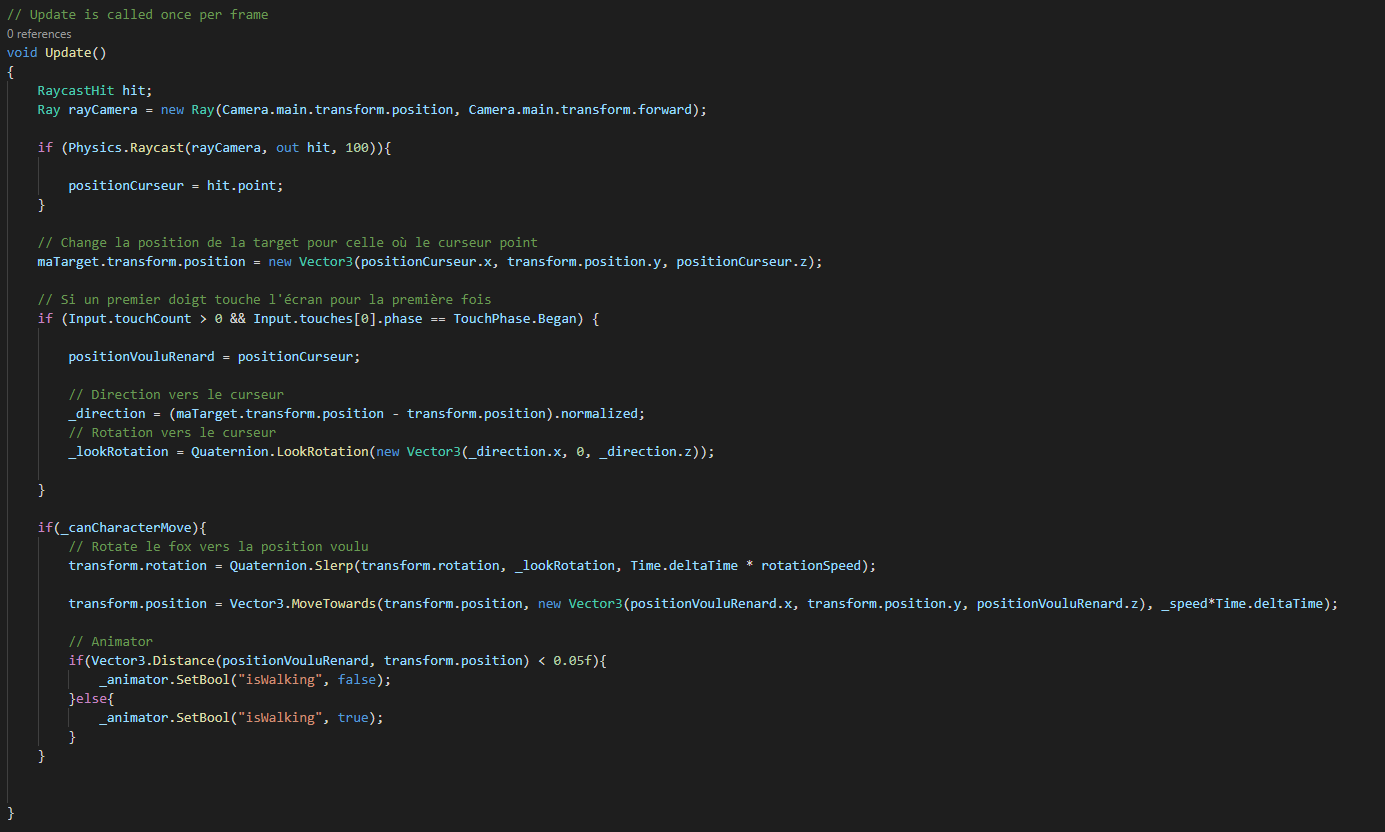 // Update is called once per frame
0 references
void Update()
{
    RaycastHit hit;
    Ray rayCamera = new Ray(Camera.main.transform.position, Camera.main.transform.forward);

    if (Physics.Raycast(rayCamera, out hit, 100)){

        positionCurseur = hit.point;
    }

    // Change la position de la target pour celle où le curseur point
    maTarget.transform.position = new Vector3(positionCurseur.x, transform.position.y, positionCurseur.z);

    // Si un premier doigt touche l'écran pour la première fois
    if (Input.touchCount > 0 && Input.touches[0].phase == TouchPhase.Began) {

        positionVouluRenard = positionCurseur;

        // Direction vers le curseur
        _direction = (maTarget.transform.position - transform.position).normalized;
        // Rotation vers le curseur
        _lookRotation = Quaternion.LookRotation(new Vector3(_direction.x, 0, _direction.z));

    }

    if(_canCharacterMove){
        // Rotate le fox vers la position voulu
        transform.rotation = Quaternion.Slerp(transform.rotation, _lookRotation, Time.deltaTime * rotationSpeed);

        transform.position = Vector3.MoveTowards(transform.position, new Vector3(positionVouluRenard.x, transform.position.y, positionVouluRenard.z), _speed*Time.deltaTime);

        // Animator
        if(Vector3.Distance(positionVouluRenard, transform.position) < 0.05f){
            _animator.SetBool("isWalking", false);
        }else{
            _animator.SetBool("isWalking", true);
        }
    }

}